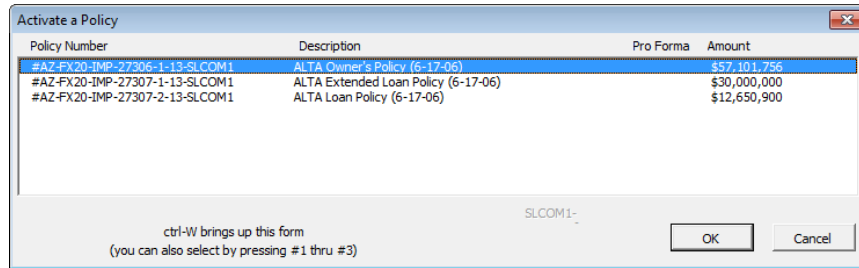 Activate a Policy
Policy Number Description Pro Forma Amount
#AZ-FX20-IMP-27306-1-13-SLCOM1 ALTA Owner's Policy (6-17-06) $57,101,756
#AZ-FX20-IMP-27307-1-13-SLCOM1 ALTA Extended Loan Policy (6-17-06) $30,000,000
#AZ-FX20-IMP-27307-2-13-SLCOM1 ALTA Loan Policy (6-17-06) $12,650,900
SLCOM1-
ctrl-W brings up this form
(you can also select by pressing #1 thru #3)
OK Cancel